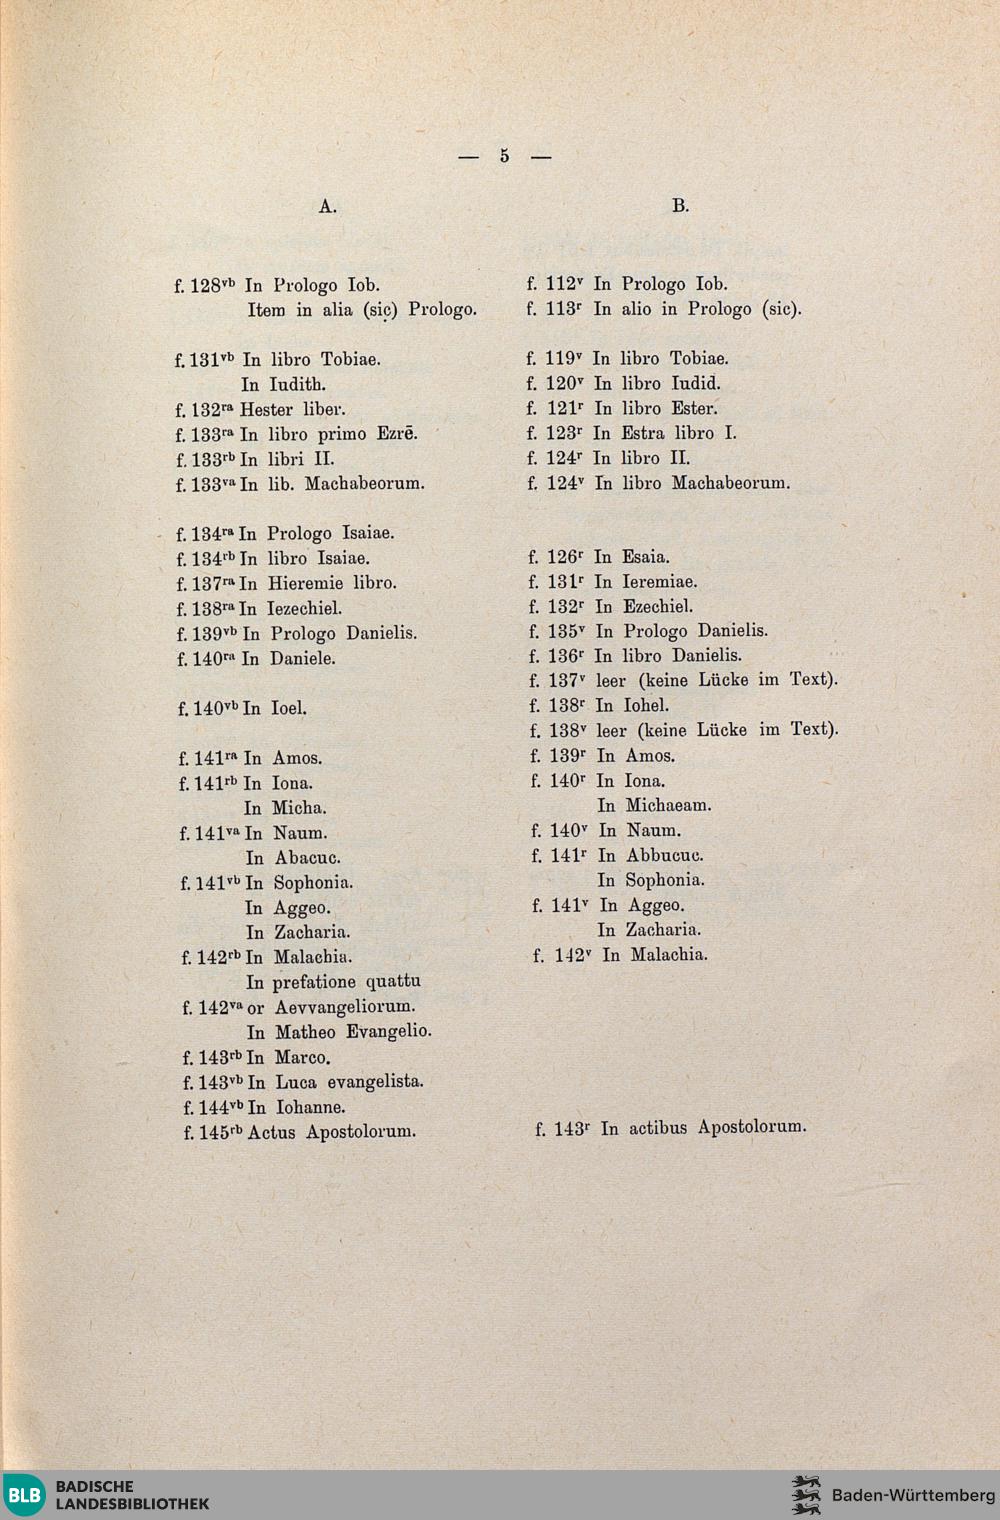 — 5 —
A.
f. 128ᵛᵇ In Prologo Iob.
Item in alia (sic) Prologo.
f. 131ᵛᵇ In libro Tobiae.
In Iudith.
f. 132ʳᵃ Hester liber.
f. 133ʳᵃ In libro primo Ezrē.
f. 133ʳᵇ In libri II.
f. 133ᵛᵃ In lib. Machabeorum.
f. 134ʳᵃ In Prologo Isaiae.
f. 134ʳᵇ In libro Isaiae.
f. 137ʳᵃ In Hieremie libro.
f. 138ʳᵃ In Iezechiel.
f. 139ᵛᵇ In Prologo Danielis.
f. 140ʳᵃ In Daniele.
f. 140ᵛᵇ In Ioel.
f. 141ʳᵃ In Amos.
f. 141ʳᵇ In Iona.
In Micha.
f. 141ᵛᵃ In Naum.
In Abacuc.
f. 141ᵛᵇ In Sophonia.
In Aggeo.
In Zacharia.
f. 142ʳᵇ In Malachia.
In prefatione quattu
f. 142ᵛᵃ or Aevvangeliorum.
In Matheo Evangelio.
f. 143ʳᵇ In Marco.
f. 143ᵛᵇ In Luca evangelista.
f. 144ᵛᵇ In Iohanne.
f. 145ʳᵇ Actus Apostolorum.
B.
f. 112ᵛ In Prologo Iob.
f. 113ʳ In alio in Prologo (sic).
f. 119ᵛ In libro Tobiae.
f. 120ᵛ In libro Iudid.
f. 121ʳ In libro Ester.
f. 123ʳ In Estra libro I.
f. 124ʳ In libro II.
f. 124ᵛ In libro Machabeorum.
f. 126ʳ In Esaia.
f. 131ʳ In Ieremiae.
f. 132ʳ In Ezechiel.
f. 135ᵛ In Prologo Danielis.
f. 136ʳ In libro Danielis.
f. 137ᵛ leer (keine Lücke im Text).
f. 138ʳ In Iohel.
f. 138ᵛ leer (keine Lücke im Text).
f. 139ʳ In Amos.
f. 140ʳ In Iona.
In Michaeam.
f. 140ᵛ In Naum.
f. 141ʳ In Abbucuc.
In Sophonia.
f. 141ᵛ In Aggeo.
In Zacharia.
f. 142ᵛ In Malachia.
f. 143ʳ In actibus Apostolorum.
BLB
BADISCHE
LANDESBIBLIOTHEK
Baden-Württemberg